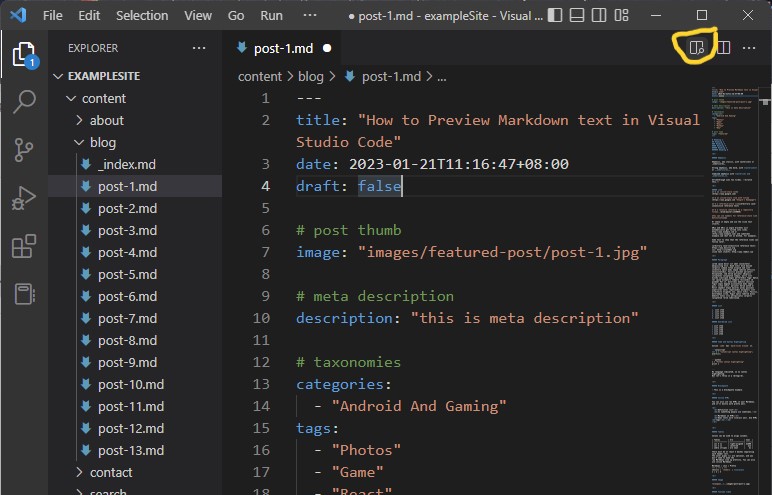 File Edit Selection View Go Run ··· ● post-1.md - exampleSite - Visual ...
EXPLORER ···
post-1.md ●
1
EXAMPLESITE
content
about
blog
_index.md
post-1.md
post-2.md
post-3.md
post-4.md
post-5.md
post-6.md
post-7.md
post-8.md
post-9.md
post-10.md
post-11.md
post-12.md
post-13.md
contact
search
content > blog > post-1.md > ...
1 ---
2 title: "How to Preview Markdown text in Visual
Studio Code"
3 date: 2023-01-21T11:16:47+08:00
4 draft: false
5
6 # post thumb
7 image: "images/featured-post/post-1.jpg"
8
9 # meta description
10 description: "this is meta description"
11
12 # taxonomies
13 categories:
14 - "Android And Gaming"
15 tags:
16 - "Photos"
17 - "Game"
18 - "React"